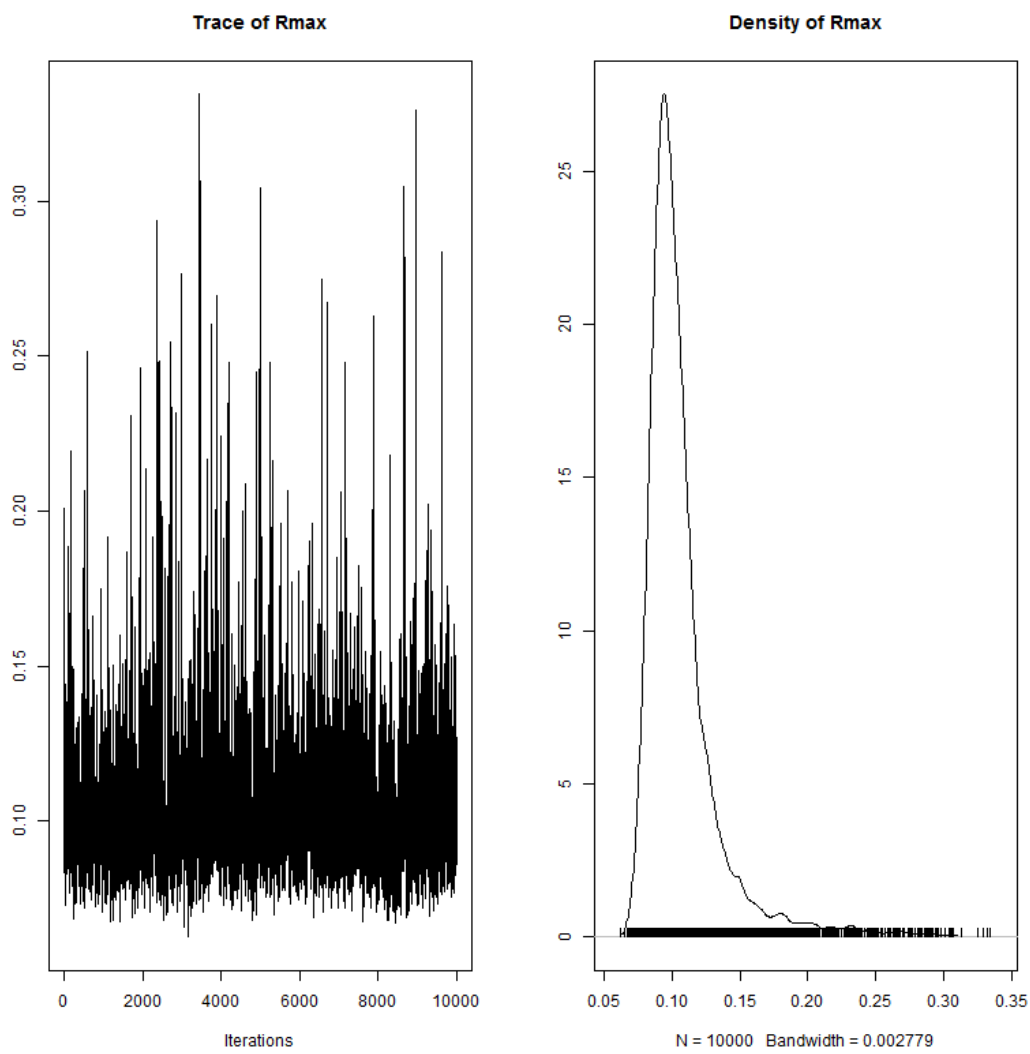 Trace of Rmax
0.30
0.25
0.20
0.15
0.10
0 2000 4000 6000 8000 10000
Iterations
Density of Rmax
25
20
15
10
5
0
0.05 0.10 0.15 0.20 0.25 0.30 0.35
N = 10000 Bandwidth = 0.002779